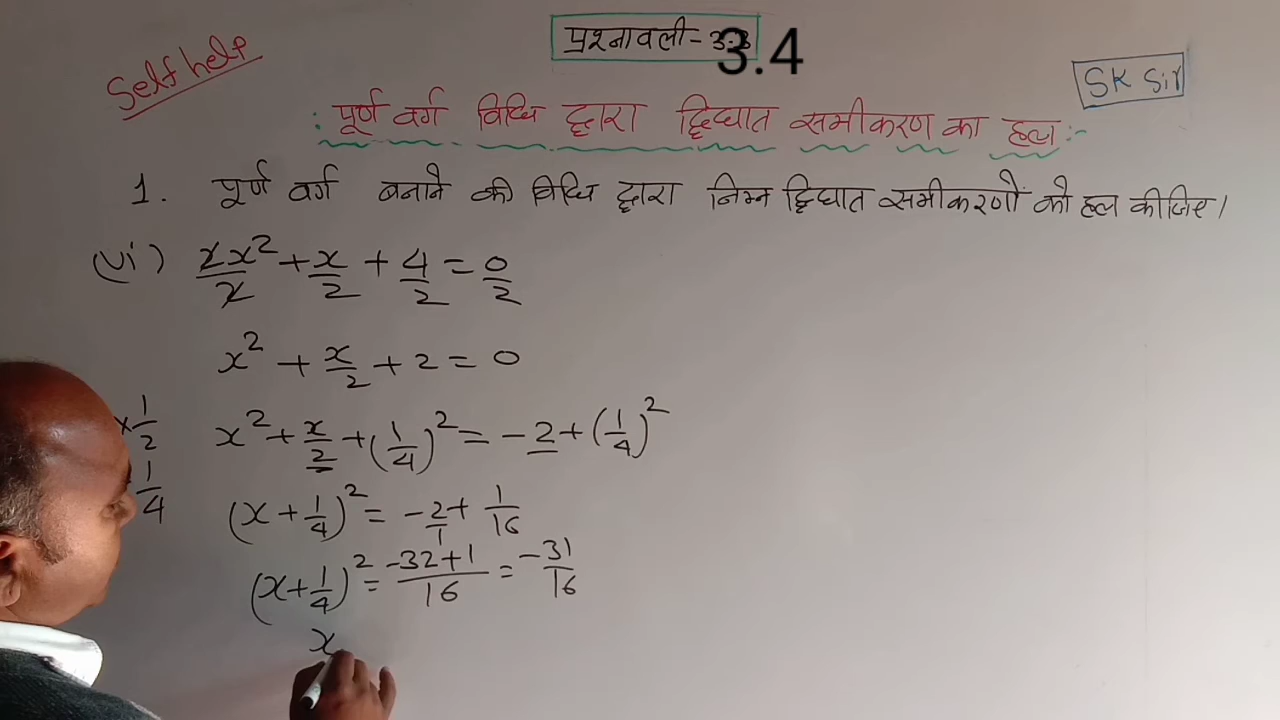 Self help
प्रश्नावली- 3.4
SK Sir
:पूर्ण वर्ग विधि द्वारा द्विघात समीकरण का हल:-
1. पूर्ण वर्ग बनाने की विधि द्वारा निम्न द्विघात समीकरणों को हल कीजिए।
(vi) 2x²/2 + x/2 + 4/2 = 0/2
x² + x/2 + 2 = 0
x² + x/2 + (1/4)² = -2 + (1/4)²
×1/2
1/4
(x + 1/4)² = -2/1 + 1/16
(x + 1/4)² = -32+1/16 = -31/16
x